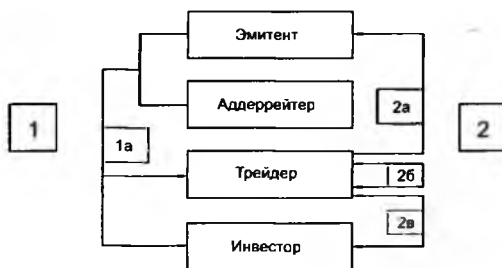 Эмитент
Аддеррейтер
2а
1
2
1а
Трейдер
2б
2в
Инвестор